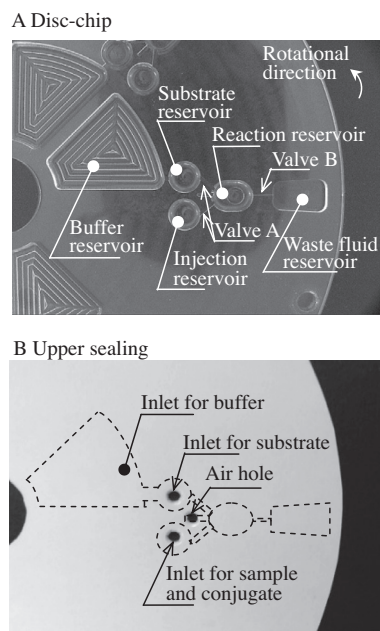 A Disc-chip
Rotational
direction
Substrate
reservoir
Reaction reservoir
Valve B
Buffer
reservoir
Valve A
Injection
reservoir
Waste fluid
reservoir
B Upper sealing
Inlet for buffer
Inlet for substrate
Air hole
Inlet for sample
and conjugate